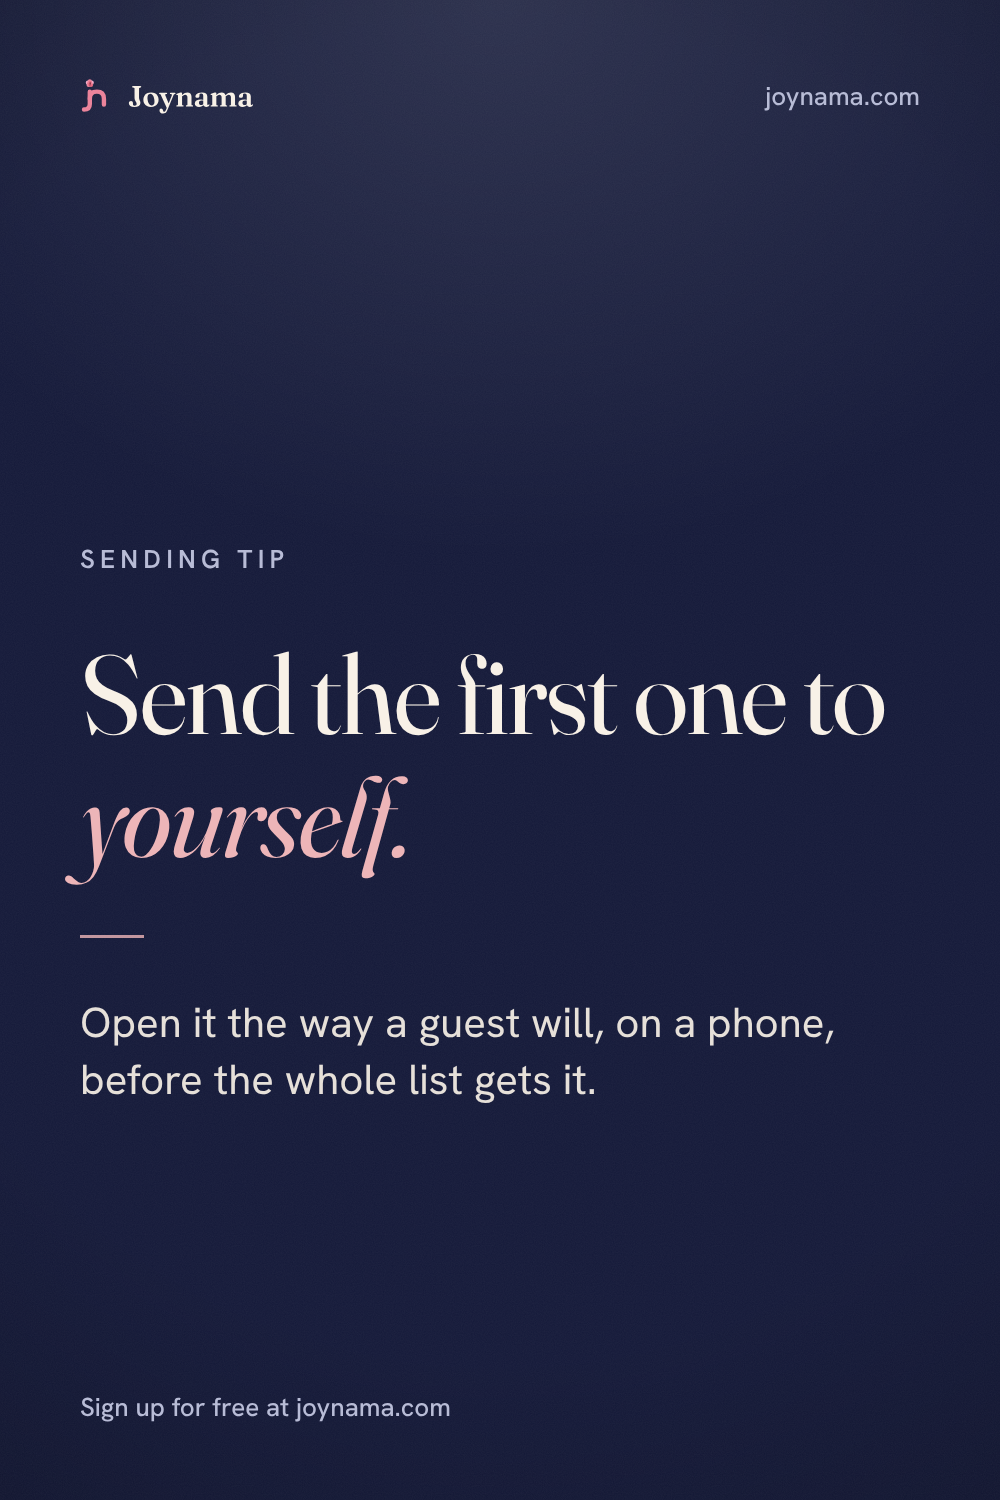 Joynama
joynama.com
SENDING TIP
Send the first one to
yourself.
Open it the way a guest will, on a phone,
before the whole list gets it.
Sign up for free at joynama.com